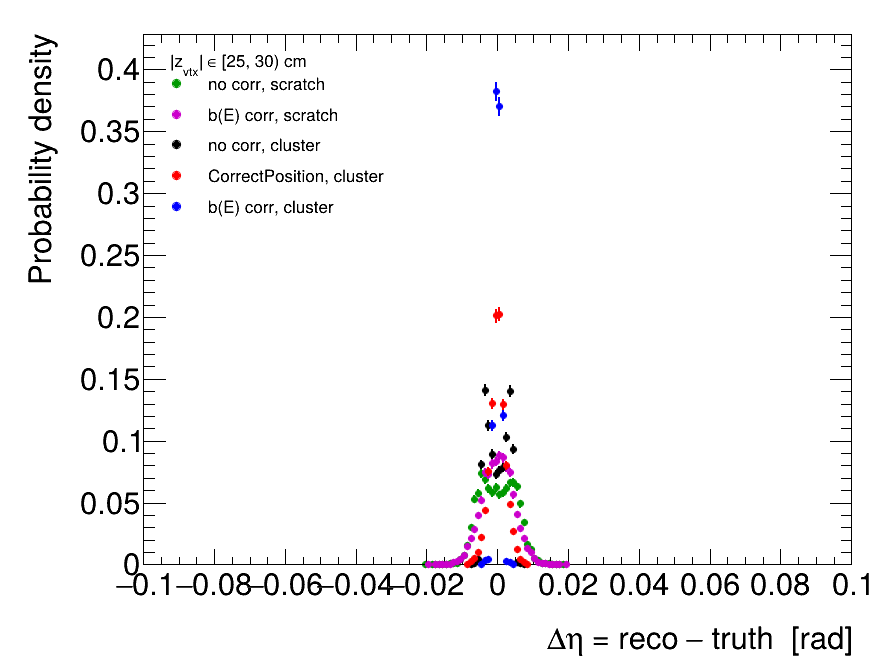 Probability density
0.4
0.35
0.3
0.25
0.2
0.15
0.1
0.05
0
|z_vtx| ∈ [25, 30) cm
no corr, scratch
b(E) corr, scratch
no corr, cluster
CorrectPosition, cluster
b(E) corr, cluster
−0.1 −0.08 −0.06 −0.04 −0.02 0 0.02 0.04 0.06 0.08 0.1
Δη = reco − truth [rad]